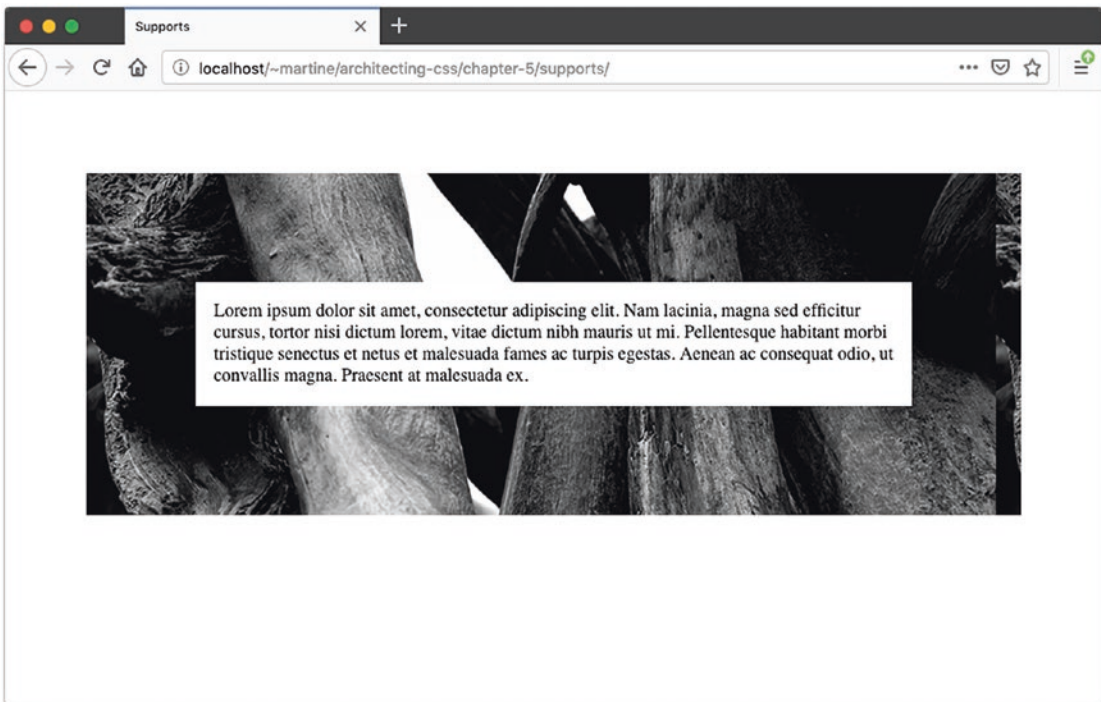 Supports
localhost/~martine/architecting-css/chapter-5/supports/
Lorem ipsum dolor sit amet, consectetur adipiscing elit. Nam lacinia, magna sed efficitur
cursus, tortor nisi dictum lorem, vitae dictum nibh mauris ut mi. Pellentesque habitant morbi
tristique senectus et netus et malesuada fames ac turpis egestas. Aenean ac consequat odio, ut
convallis magna. Praesent at malesuada ex.